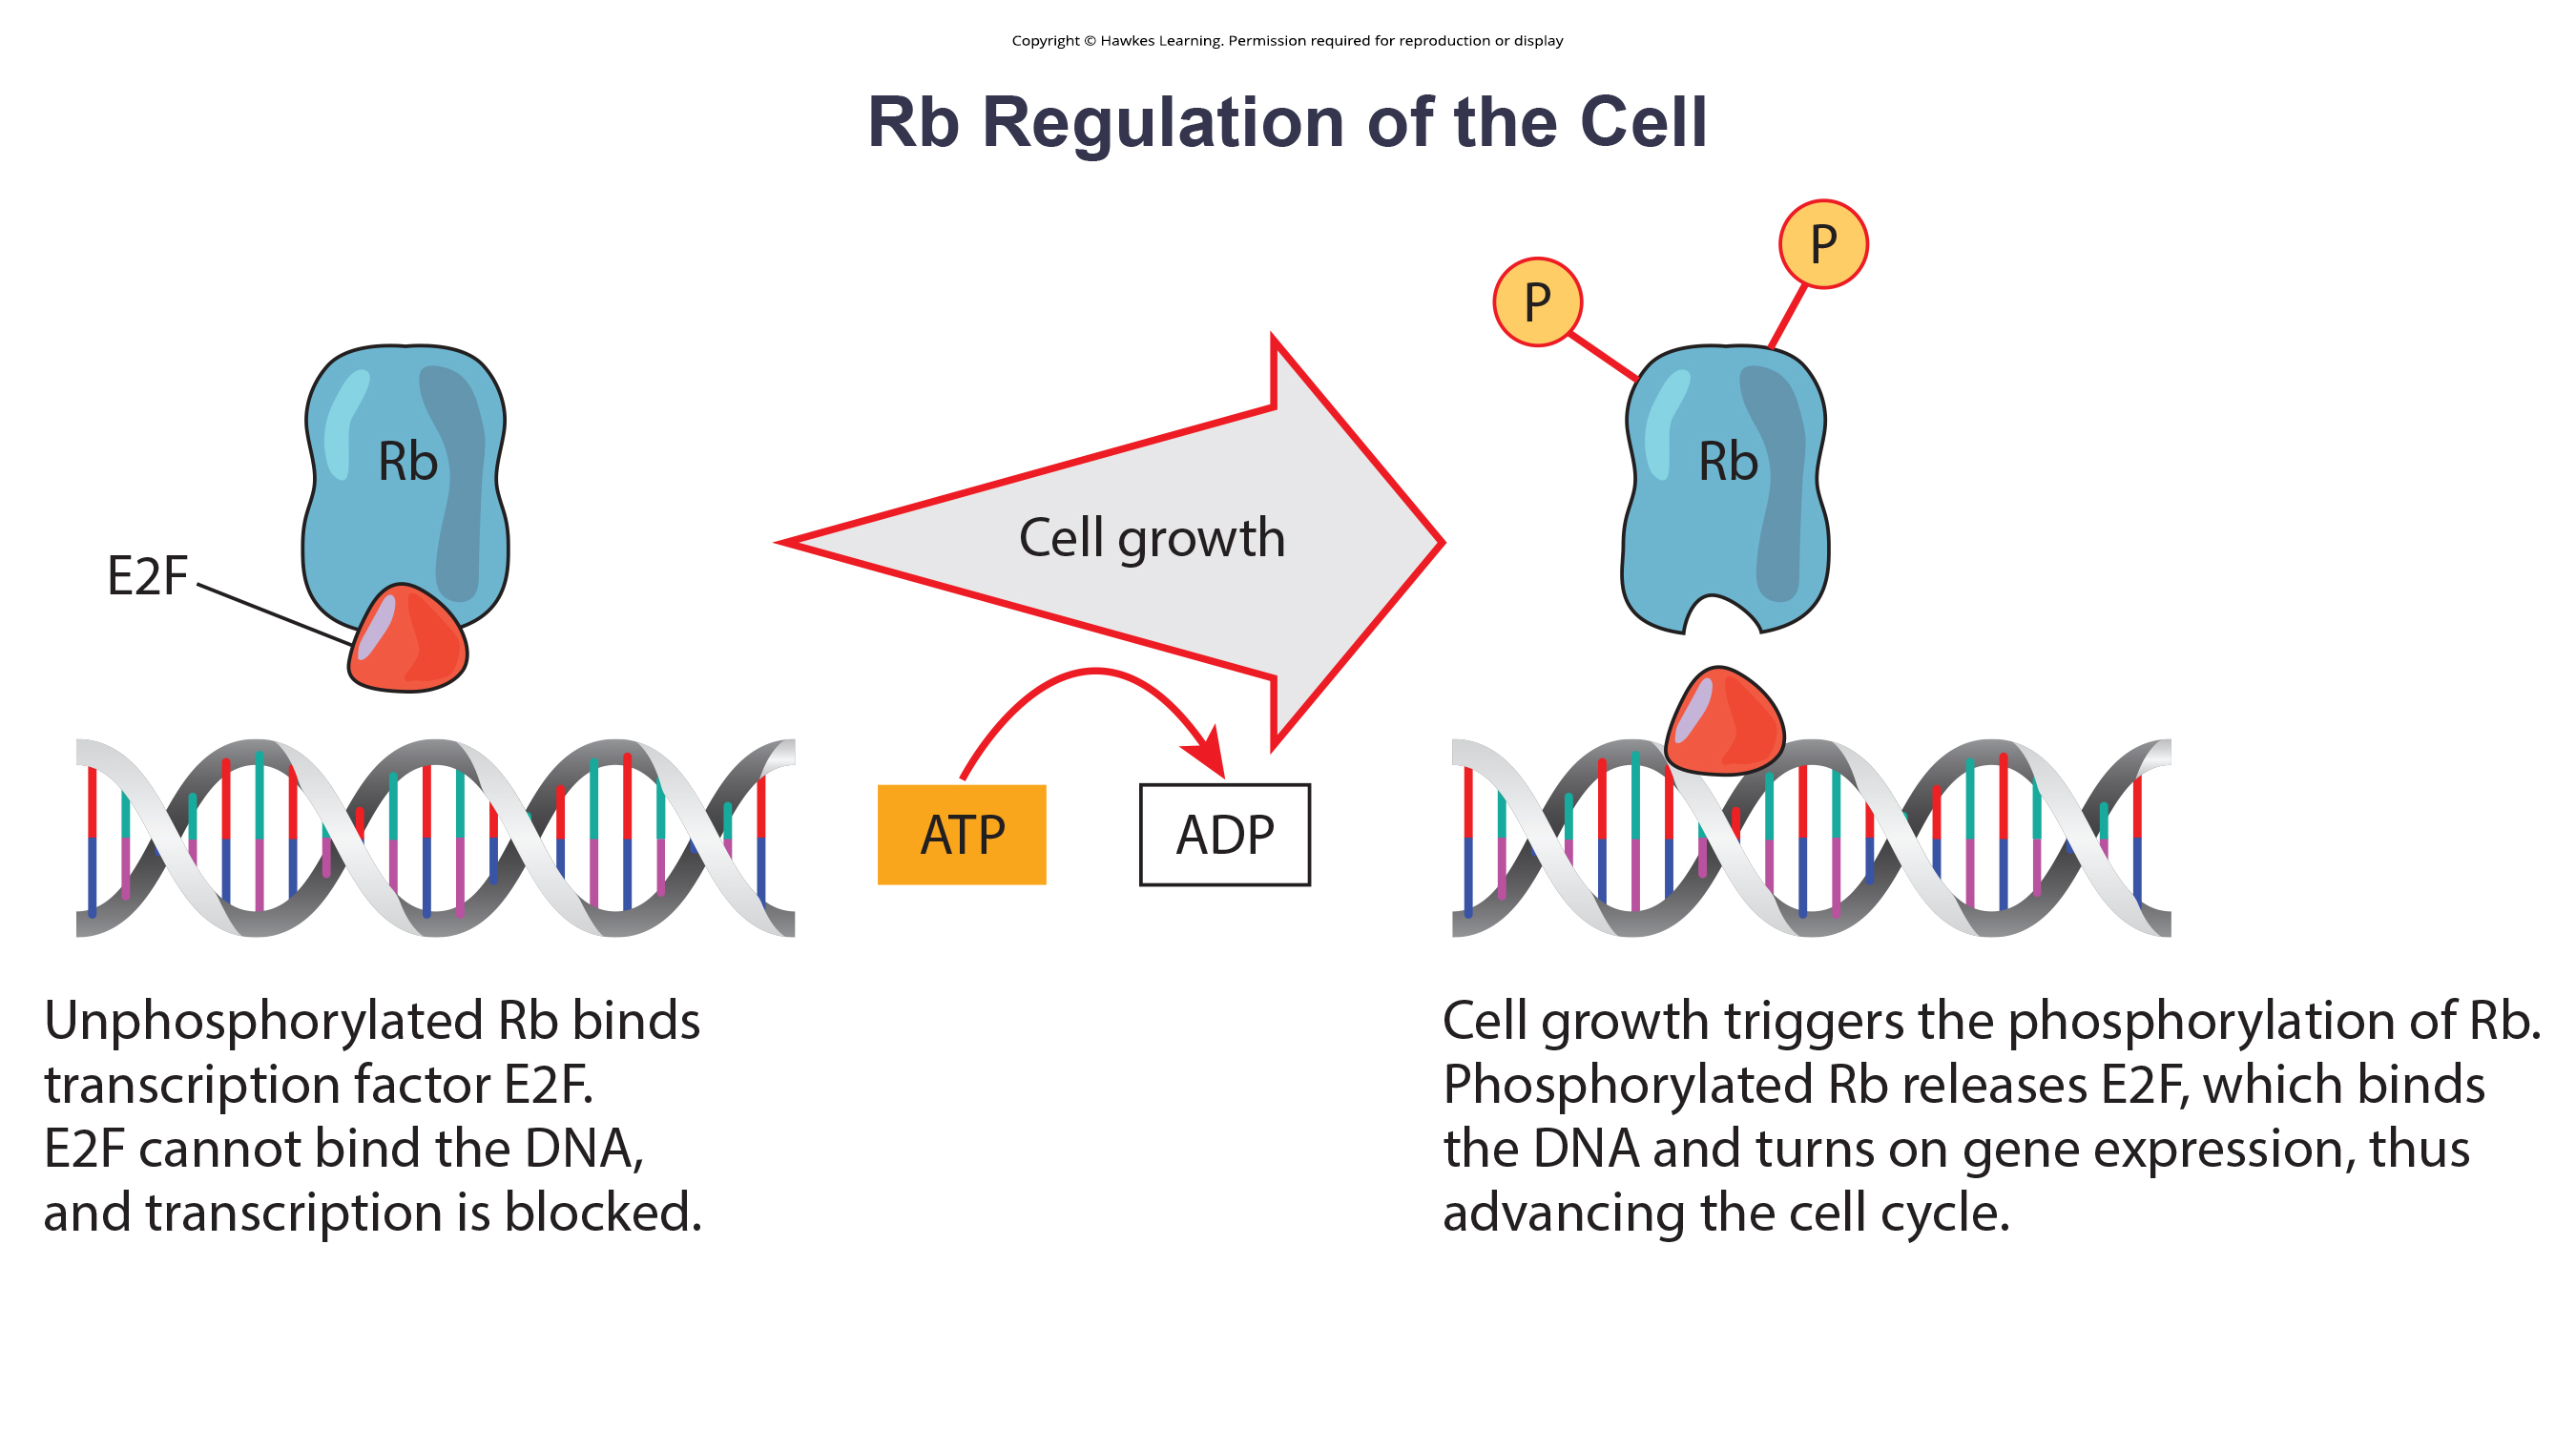 Copyright © Hawkes Learning. Permission required for reproduction or display
Rb Regulation of the Cell
P
P
Rb
Rb
E2F
Cell growth
ATP
ADP
Unphosphorylated Rb binds
transcription factor E2F.
E2F cannot bind the DNA,
and transcription is blocked.
Cell growth triggers the phosphorylation of Rb.
Phosphorylated Rb releases E2F, which binds
the DNA and turns on gene expression, thus
advancing the cell cycle.